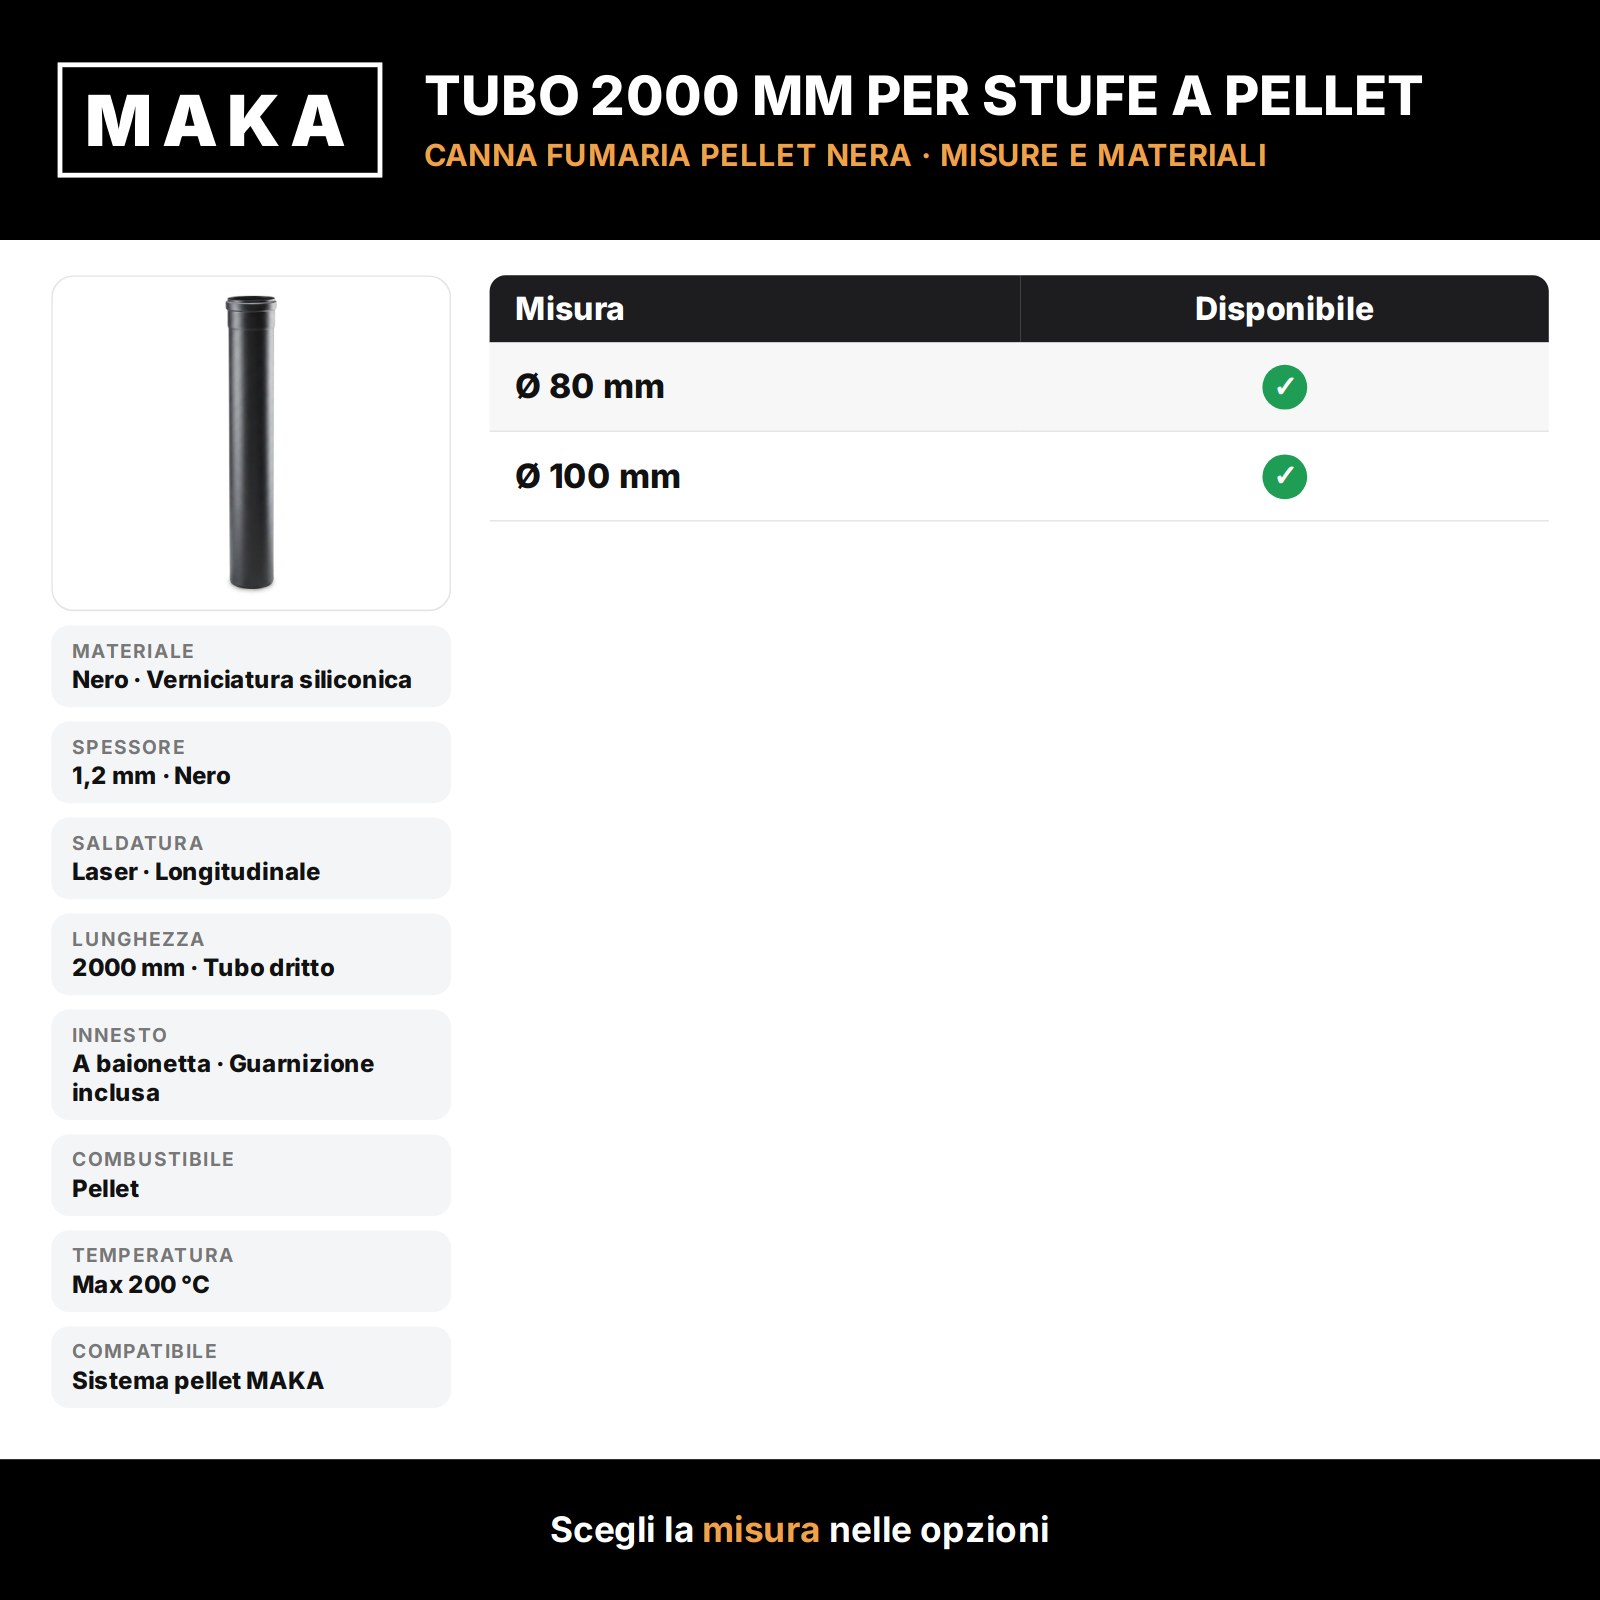 MAKA
TUBO 2000 MM PER STUFE A PELLET
CANNA FUMARIA PELLET NERA · MISURE E MATERIALI
Misura Disponibile
Ø 80 mm ✓
Ø 100 mm ✓
MATERIALE
Nero · Verniciatura siliconica
SPESSORE
1,2 mm · Nero
SALDATURA
Laser · Longitudinale
LUNGHEZZA
2000 mm · Tubo dritto
INNESTO
A baionetta · Guarnizione
inclusa
COMBUSTIBILE
Pellet
TEMPERATURA
Max 200 °C
COMPATIBILE
Sistema pellet MAKA
Scegli la misura nelle opzioni